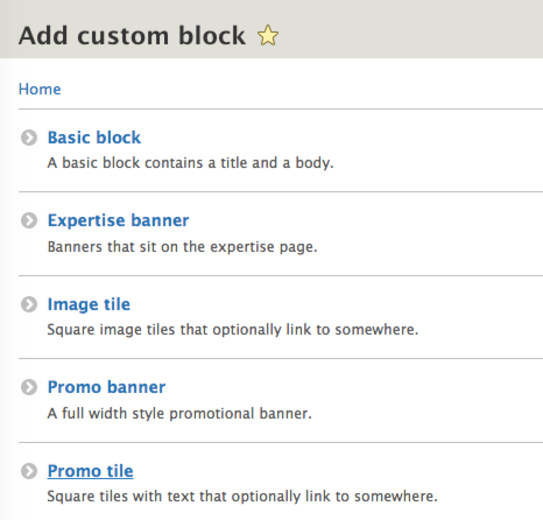 Add custom block
Home
Basic block
A basic block contains a title and a body.
Expertise banner
Banners that sit on the expertise page.
Image tile
Square image tiles that optionally link to somewhere.
Promo banner
A full width style promotional banner.
Promo tile
Square tiles with text that optionally link to somewhere.